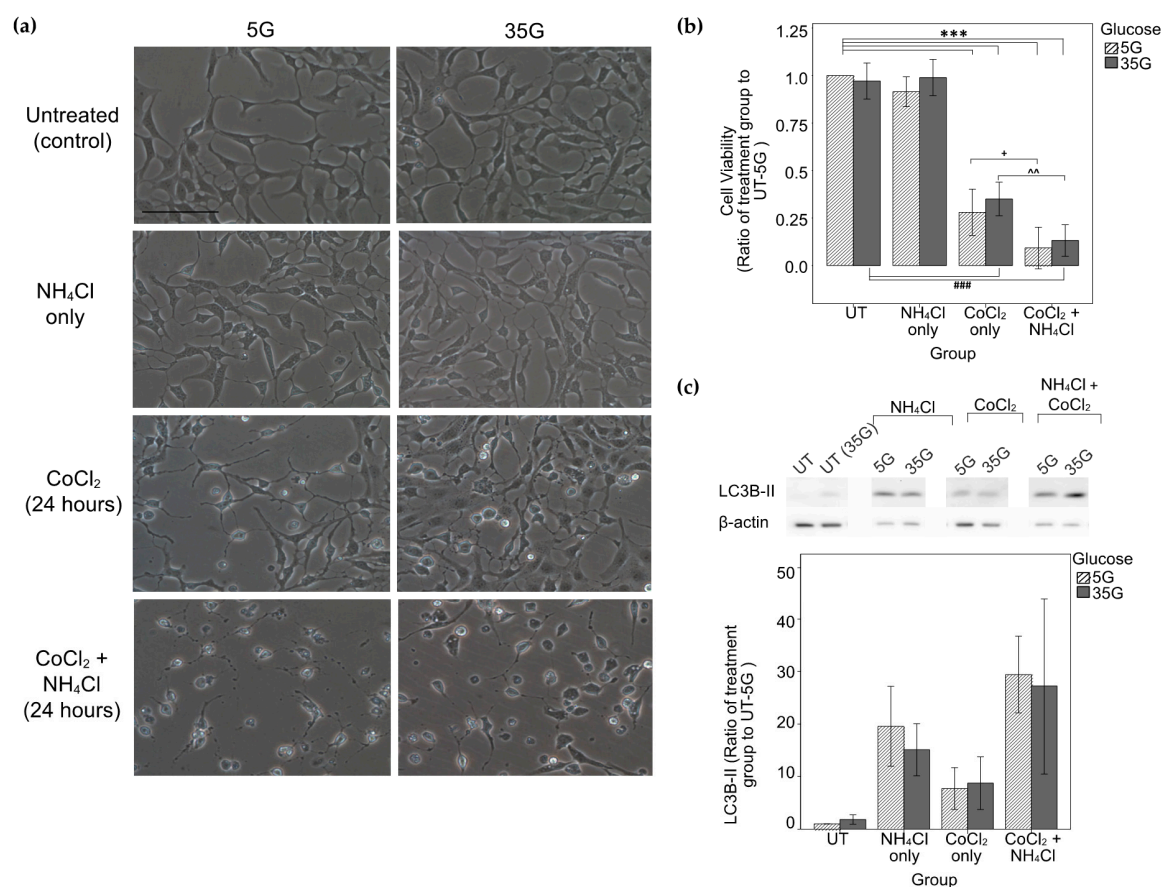 (a)
5G
35G
Untreated
(control)
NH₄Cl
only
CoCl₂
(24 hours)
CoCl₂ +
NH₄Cl
(24 hours)
(b)
Cell Viability
(Ratio of treatment group to
UT-5G )
1.25
1.0
0.75
0.5
0.25
0.0
***
+
^^
###
Glucose
5G
35G
UT
NH₄Cl
only
CoCl₂
only
CoCl₂ +
NH₄Cl
Group
(c)
NH₄Cl
CoCl₂
NH₄Cl +
CoCl₂
UT
UT (35G)
5G
35G
5G
35G
5G
35G
LC3B-II
β-actin
LC3B-II (Ratio of treatment
group to UT-5G )
50
40
30
20
10
0
Glucose
5G
35G
UT
NH₄Cl
only
CoCl₂
only
CoCl₂ +
NH₄Cl
Group